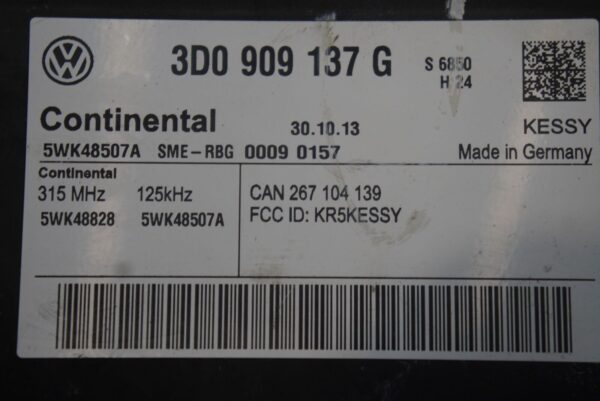 3D0 909 137 G S 6850
H 24
Continental 30.10.13 KESSY
5WK48507A SME-RBG 0009 0157 Made in Germany
Continental
315 MHz 125kHz CAN 267 104 139
5WK48828 5WK48507A FCC ID: KR5KESSY